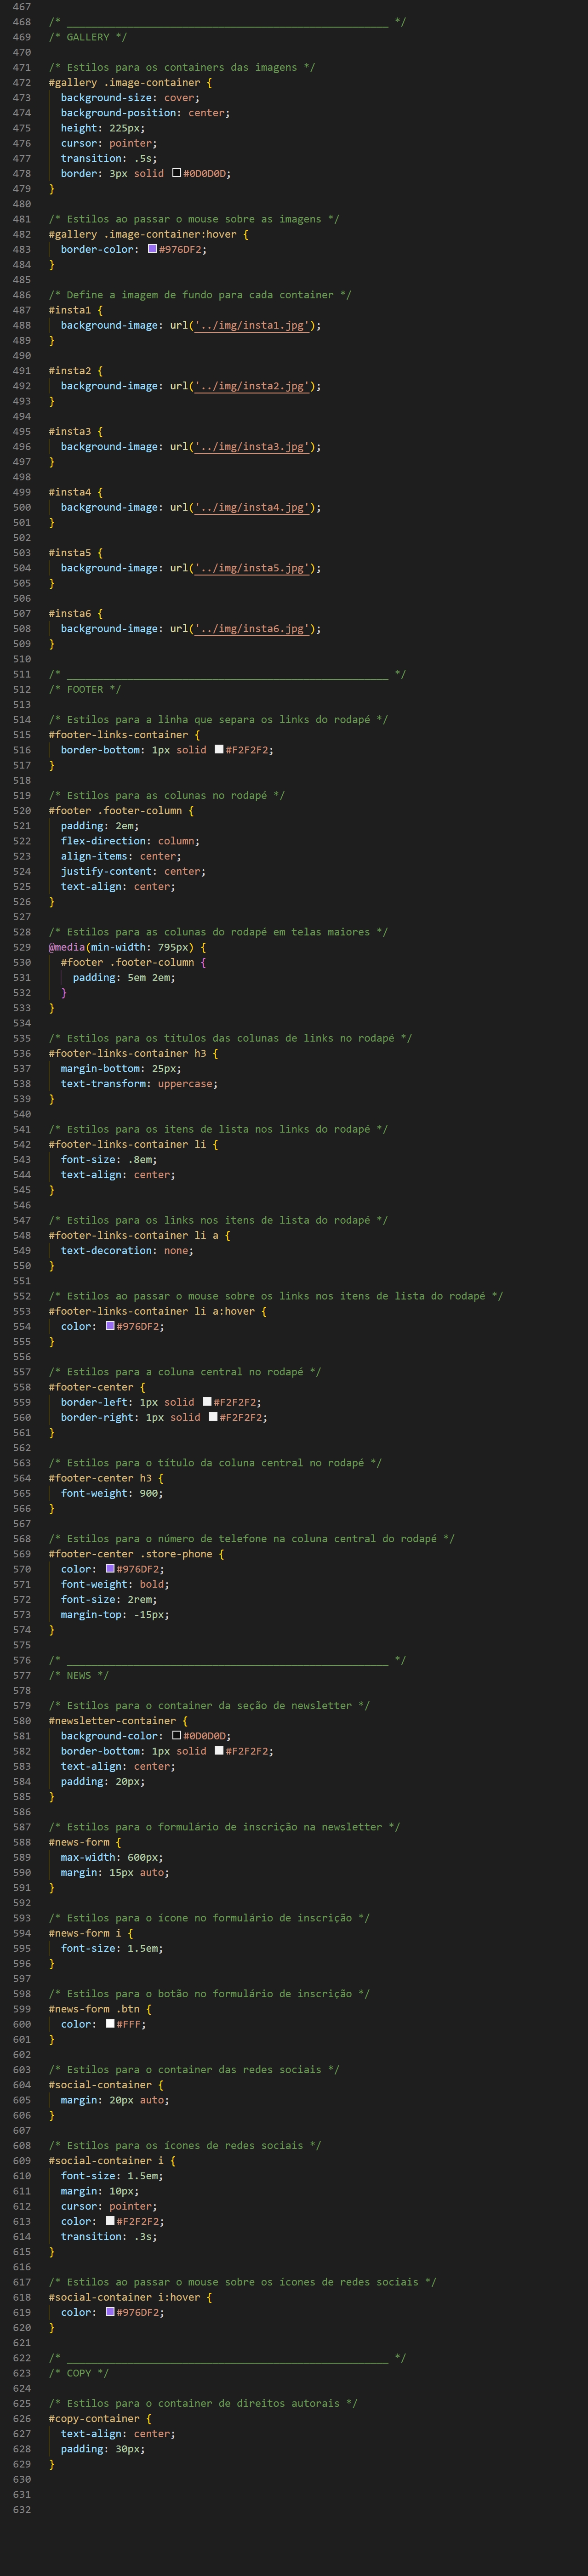 467
468 /* _____________________________________________________ */
469 /* GALLERY */
470
471 /* Estilos para os containers das imagens */
472 #gallery .image-container {
473   background-size: cover;
474   background-position: center;
475   height: 225px;
476   cursor: pointer;
477   transition: .5s;
478   border: 3px solid #0D0D0D;
479 }
480
481 /* Estilos ao passar o mouse sobre as imagens */
482 #gallery .image-container:hover {
483   border-color: #976DF2;
484 }
485
486 /* Define a imagem de fundo para cada container */
487 #insta1 {
488   background-image: url('../img/insta1.jpg');
489 }
490
491 #insta2 {
492   background-image: url('../img/insta2.jpg');
493 }
494
495 #insta3 {
496   background-image: url('../img/insta3.jpg');
497 }
498
499 #insta4 {
500   background-image: url('../img/insta4.jpg');
501 }
502
503 #insta5 {
504   background-image: url('../img/insta5.jpg');
505 }
506
507 #insta6 {
508   background-image: url('../img/insta6.jpg');
509 }
510
511 /* _____________________________________________________ */
512 /* FOOTER */
513
514 /* Estilos para a linha que separa os links do rodapé */
515 #footer-links-container {
516   border-bottom: 1px solid #F2F2F2;
517 }
518
519 /* Estilos para as colunas no rodapé */
520 #footer .footer-column {
521   padding: 2em;
522   flex-direction: column;
523   align-items: center;
524   justify-content: center;
525   text-align: center;
526 }
527
528 /* Estilos para as colunas do rodapé em telas maiores */
529 @media(min-width: 795px) {
530   #footer .footer-column {
531     padding: 5em 2em;
532   }
533 }
534
535 /* Estilos para os títulos das colunas de links no rodapé */
536 #footer-links-container h3 {
537   margin-bottom: 25px;
538   text-transform: uppercase;
539 }
540
541 /* Estilos para os itens de lista nos links do rodapé */
542 #footer-links-container li {
543   font-size: .8em;
544   text-align: center;
545 }
546
547 /* Estilos para os links nos itens de lista do rodapé */
548 #footer-links-container li a {
549   text-decoration: none;
550 }
551
552 /* Estilos ao passar o mouse sobre os links nos itens de lista do rodapé */
553 #footer-links-container li a:hover {
554   color: #976DF2;
555 }
556
557 /* Estilos para a coluna central no rodapé */
558 #footer-center {
559   border-left: 1px solid #F2F2F2;
560   border-right: 1px solid #F2F2F2;
561 }
562
563 /* Estilos para o título da coluna central no rodapé */
564 #footer-center h3 {
565   font-weight: 900;
566 }
567
568 /* Estilos para o número de telefone na coluna central do rodapé */
569 #footer-center .store-phone {
570   color: #976DF2;
571   font-weight: bold;
572   font-size: 2rem;
573   margin-top: -15px;
574 }
575
576 /* _____________________________________________________ */
577 /* NEWS */
578
579 /* Estilos para o container da seção de newsletter */
580 #newsletter-container {
581   background-color: #0D0D0D;
582   border-bottom: 1px solid #F2F2F2;
583   text-align: center;
584   padding: 20px;
585 }
586
587 /* Estilos para o formulário de inscrição na newsletter */
588 #news-form {
589   max-width: 600px;
590   margin: 15px auto;
591 }
592
593 /* Estilos para o ícone no formulário de inscrição */
594 #news-form i {
595   font-size: 1.5em;
596 }
597
598 /* Estilos para o botão no formulário de inscrição */
599 #news-form .btn {
600   color: #FFF;
601 }
602
603 /* Estilos para o container das redes sociais */
604 #social-container {
605   margin: 20px auto;
606 }
607
608 /* Estilos para os ícones de redes sociais */
609 #social-container i {
610   font-size: 1.5em;
611   margin: 10px;
612   cursor: pointer;
613   color: #F2F2F2;
614   transition: .3s;
615 }
616
617 /* Estilos ao passar o mouse sobre os ícones de redes sociais */
618 #social-container i:hover {
619   color: #976DF2;
620 }
621
622 /* _____________________________________________________ */
623 /* COPY */
624
625 /* Estilos para o container de direitos autorais */
626 #copy-container {
627   text-align: center;
628   padding: 30px;
629 }
630
631
632